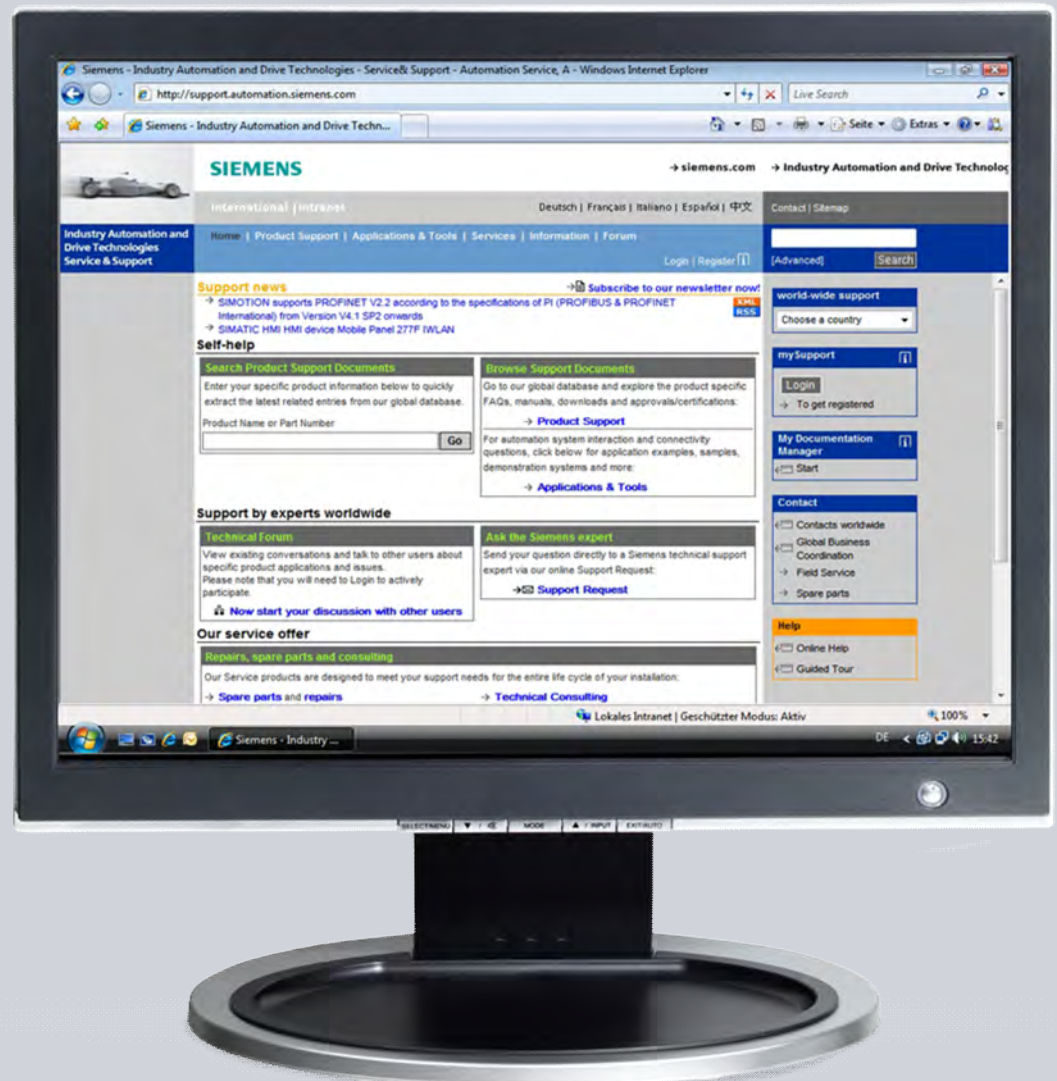 Siemens - Industry Automation and Drive Technologies - Service& Support - Automation Service, A - Windows Internet Explorer
http://support.automation.siemens.com
Live Search
Siemens - Industry Automation and Drive Techn...
Seite
Extras
SIEMENS
→ siemens.com
→ Industry Automation and Drive Technolog
International | Intranet
Deutsch | Français | Italiano | Español | 中文
Contact | Sitemap
Industry Automation and
Drive Technologies
Service & Support
Home | Product Support | Applications & Tools | Services | Information | Forum
Login | Register
[Advanced]
Search
Support news
→ Subscribe to our newsletter now!
→ SIMOTION supports PROFINET V2.2 according to the specifications of PI (PROFIBUS & PROFINET
International) from Version V4.1 SP2 onwards
XML
RSS
→ SIMATIC HMI HMI device Mobile Panel 277F IWLAN
Self-help
Search Product Support Documents
Enter your specific product information below to quickly
extract the latest related entries from our global database.
Product Name or Part Number
Go
Browse Support Documents
Go to our global database and explore the product specific
FAQs, manuals, downloads and approvals/certifications:
→ Product Support
For automation system interaction and connectivity
questions, click below for application examples, samples,
demonstration systems and more:
→ Applications & Tools
Support by experts worldwide
Technical Forum
View existing conversations and talk to other users about
specific product applications and issues.
Please note that you will need to Login to actively
participate.
Now start your discussion with other users
Ask the Siemens expert
Send your question directly to a Siemens technical support
expert via our online Support Request:
→ Support Request
Our service offer
Repairs, spare parts and consulting
Our Service products are designed to meet your support needs for the entire life cycle of your installation:
→ Spare parts and repairs
→ Technical Consulting
world-wide support
Choose a country
mySupport
Login
→ To get registered
My Documentation
Manager
Start
Contact
Contacts worldwide
Global Business
Coordination
→ Field Service
→ Spare parts
Help
Online Help
Guided Tour
Lokales Intranet | Geschützter Modus: Aktiv
100%
Siemens - Industry ...
DE
15:42
SELECT/MENU
MODE
/ INPUT
EXIT/AUTO